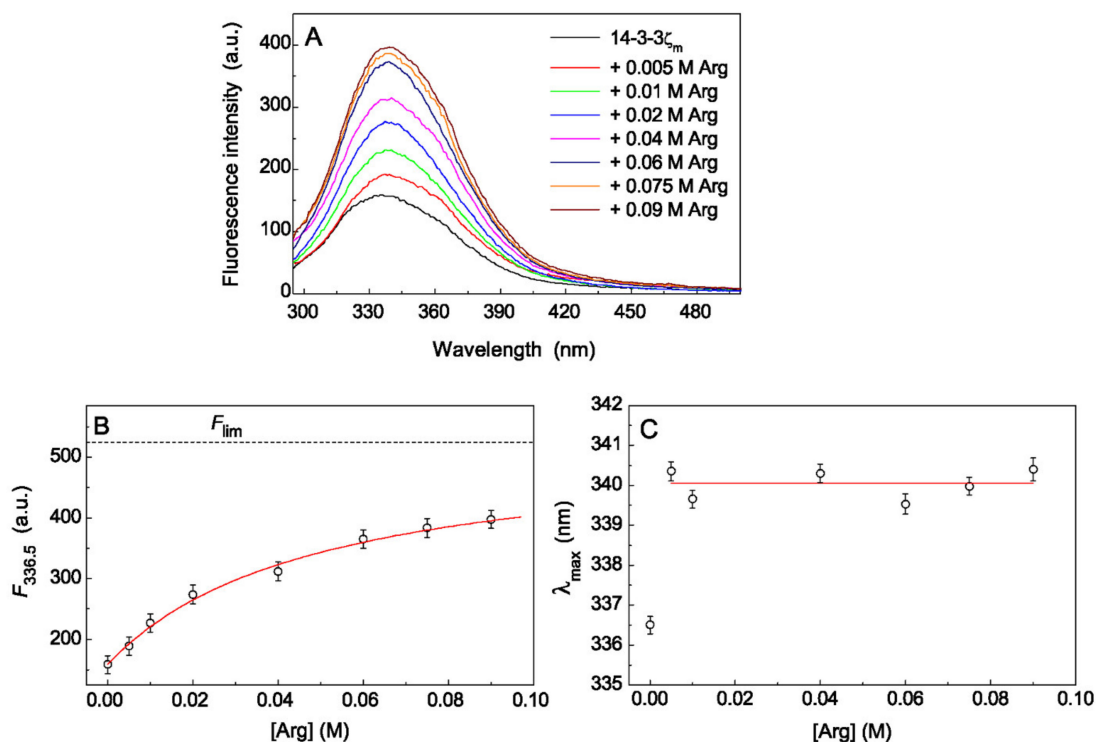 A
Fluorescence intensity (a.u.)
400
300
200
100
0
300 330 360 390 420 450 480
Wavelength (nm)
14-3-3ζm
+ 0.005 M Arg
+ 0.01 M Arg
+ 0.02 M Arg
+ 0.04 M Arg
+ 0.06 M Arg
+ 0.075 M Arg
+ 0.09 M Arg
B
Flim
F336.5 (a.u.)
500
400
300
200
0.00 0.02 0.04 0.06 0.08 0.10
[Arg] (M)
C
λmax (nm)
342
341
340
339
338
337
336
335
0.00 0.02 0.04 0.06 0.08 0.10
[Arg] (M)